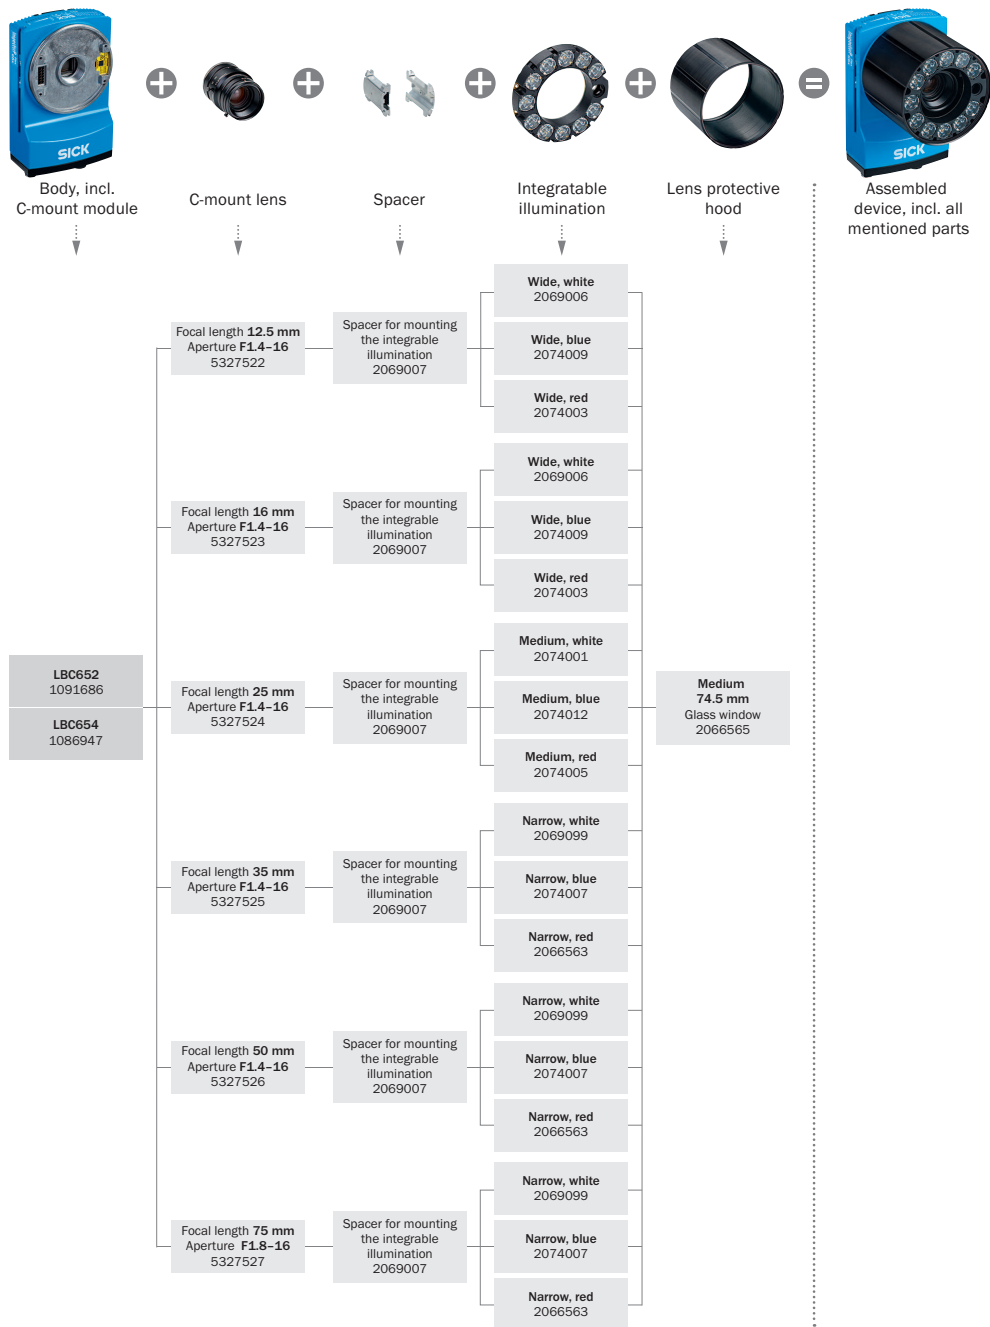 SICK
SICK
Body, incl.
C-mount module
C-mount lens
Spacer
Integratable
illumination
Lens protective
hood
Assembled
device, incl. all
mentioned parts
LBC652
1091686
LBC654
1086947
Focal length 12.5 mm
Aperture F1.4–16
5327522
Spacer for mounting
the integrable
illumination
2069007
Wide, white
2069006
Wide, blue
2074009
Wide, red
2074003
Focal length 16 mm
Aperture F1.4–16
5327523
Spacer for mounting
the integrable
illumination
2069007
Wide, white
2069006
Wide, blue
2074009
Wide, red
2074003
Focal length 25 mm
Aperture F1.4–16
5327524
Spacer for mounting
the integrable
illumination
2069007
Medium, white
2074001
Medium, blue
2074012
Medium, red
2074005
Focal length 35 mm
Aperture F1.4–16
5327525
Spacer for mounting
the integrable
illumination
2069007
Narrow, white
2069099
Narrow, blue
2074007
Narrow, red
2066563
Focal length 50 mm
Aperture F1.4–16
5327526
Spacer for mounting
the integrable
illumination
2069007
Narrow, white
2069099
Narrow, blue
2074007
Narrow, red
2066563
Focal length 75 mm
Aperture F1.8–16
5327527
Spacer for mounting
the integrable
illumination
2069007
Narrow, white
2069099
Narrow, blue
2074007
Narrow, red
2066563
Medium
74.5 mm
Glass window
2066565